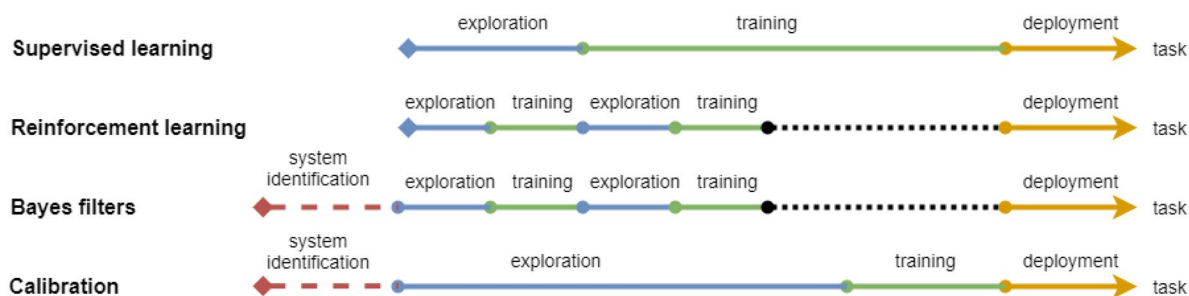 exploration training deployment
Supervised learning task
exploration training exploration training deployment
Reinforcement learning task
system
identification exploration training exploration training deployment
Bayes filters task
system
identification exploration training deployment
Calibration task